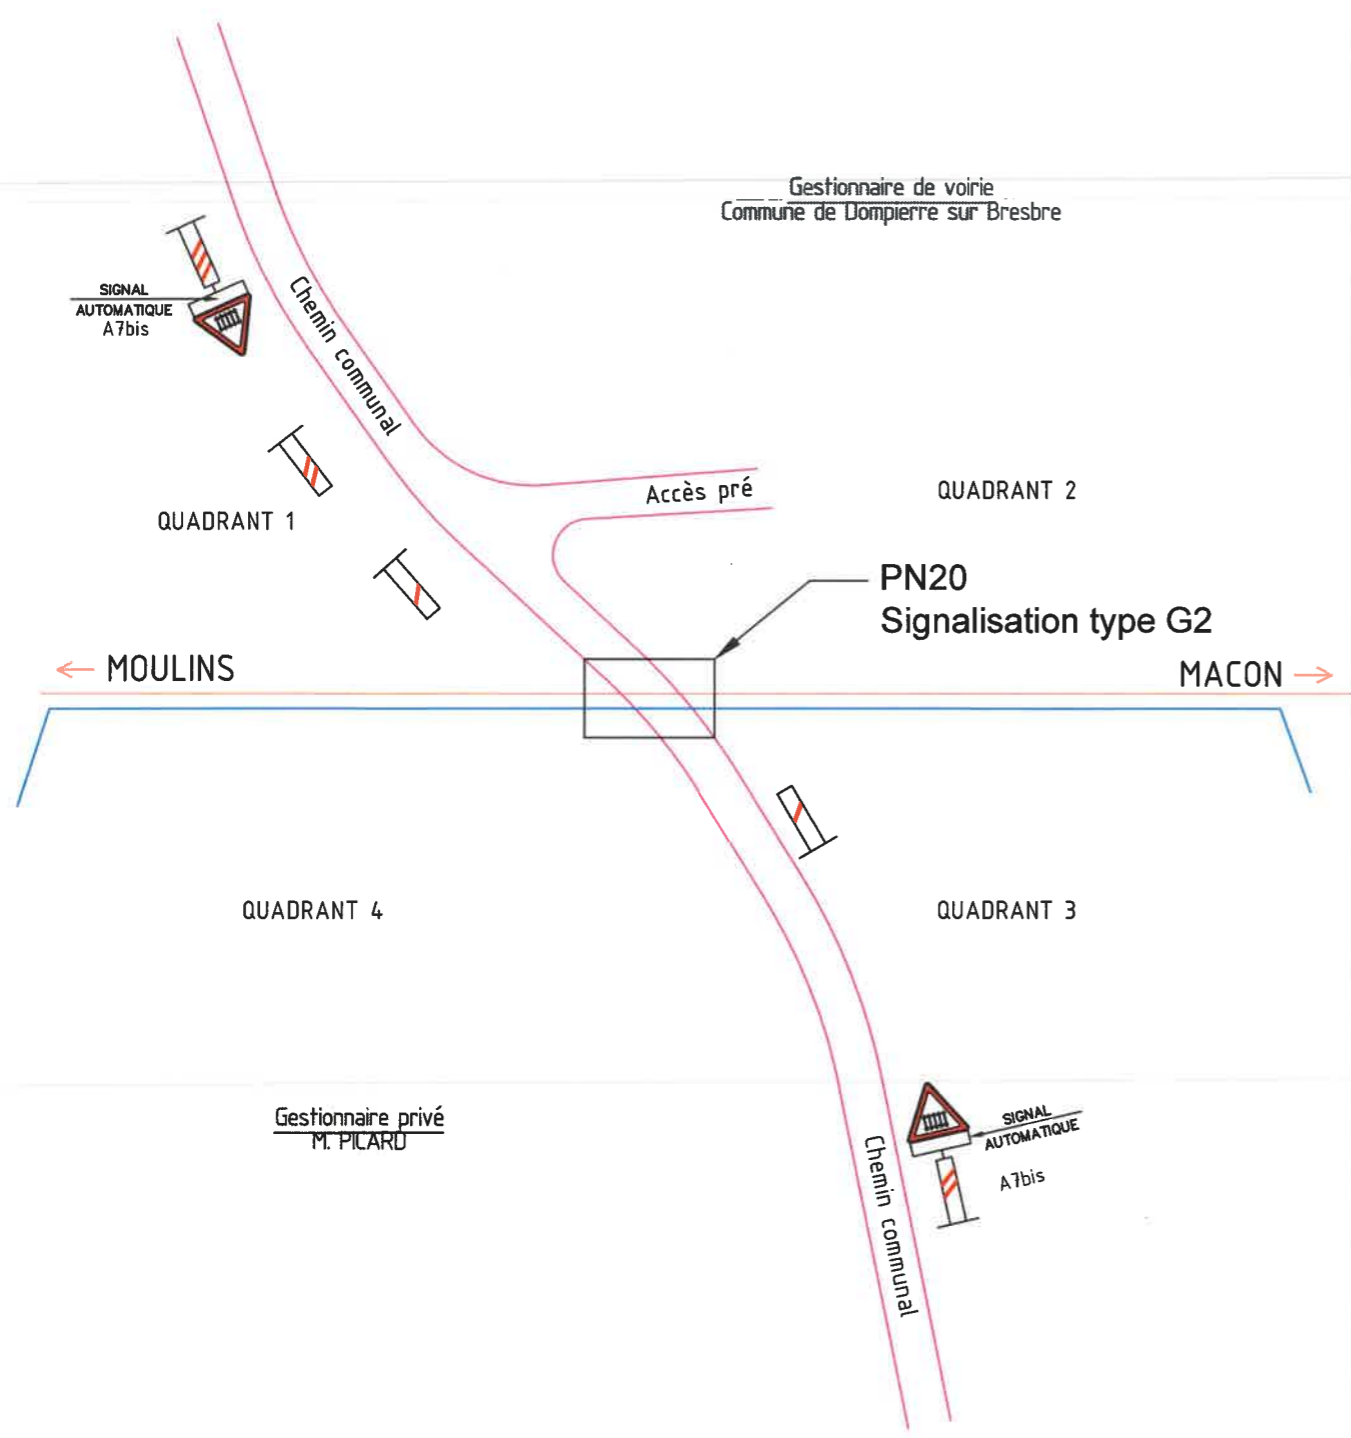 Gestionnaire de voirie
Commune de Dompierre sur Bresbre
SIGNAL
AUTOMATIQUE
A7bis
Chemin communal
Accès pré
QUADRANT 2
QUADRANT 1
PN20
Signalisation type G2
MOULINS
MACON
QUADRANT 4
QUADRANT 3
Gestionnaire privé
M. PICARD
SIGNAL
AUTOMATIQUE
A7bis
Chemin communal